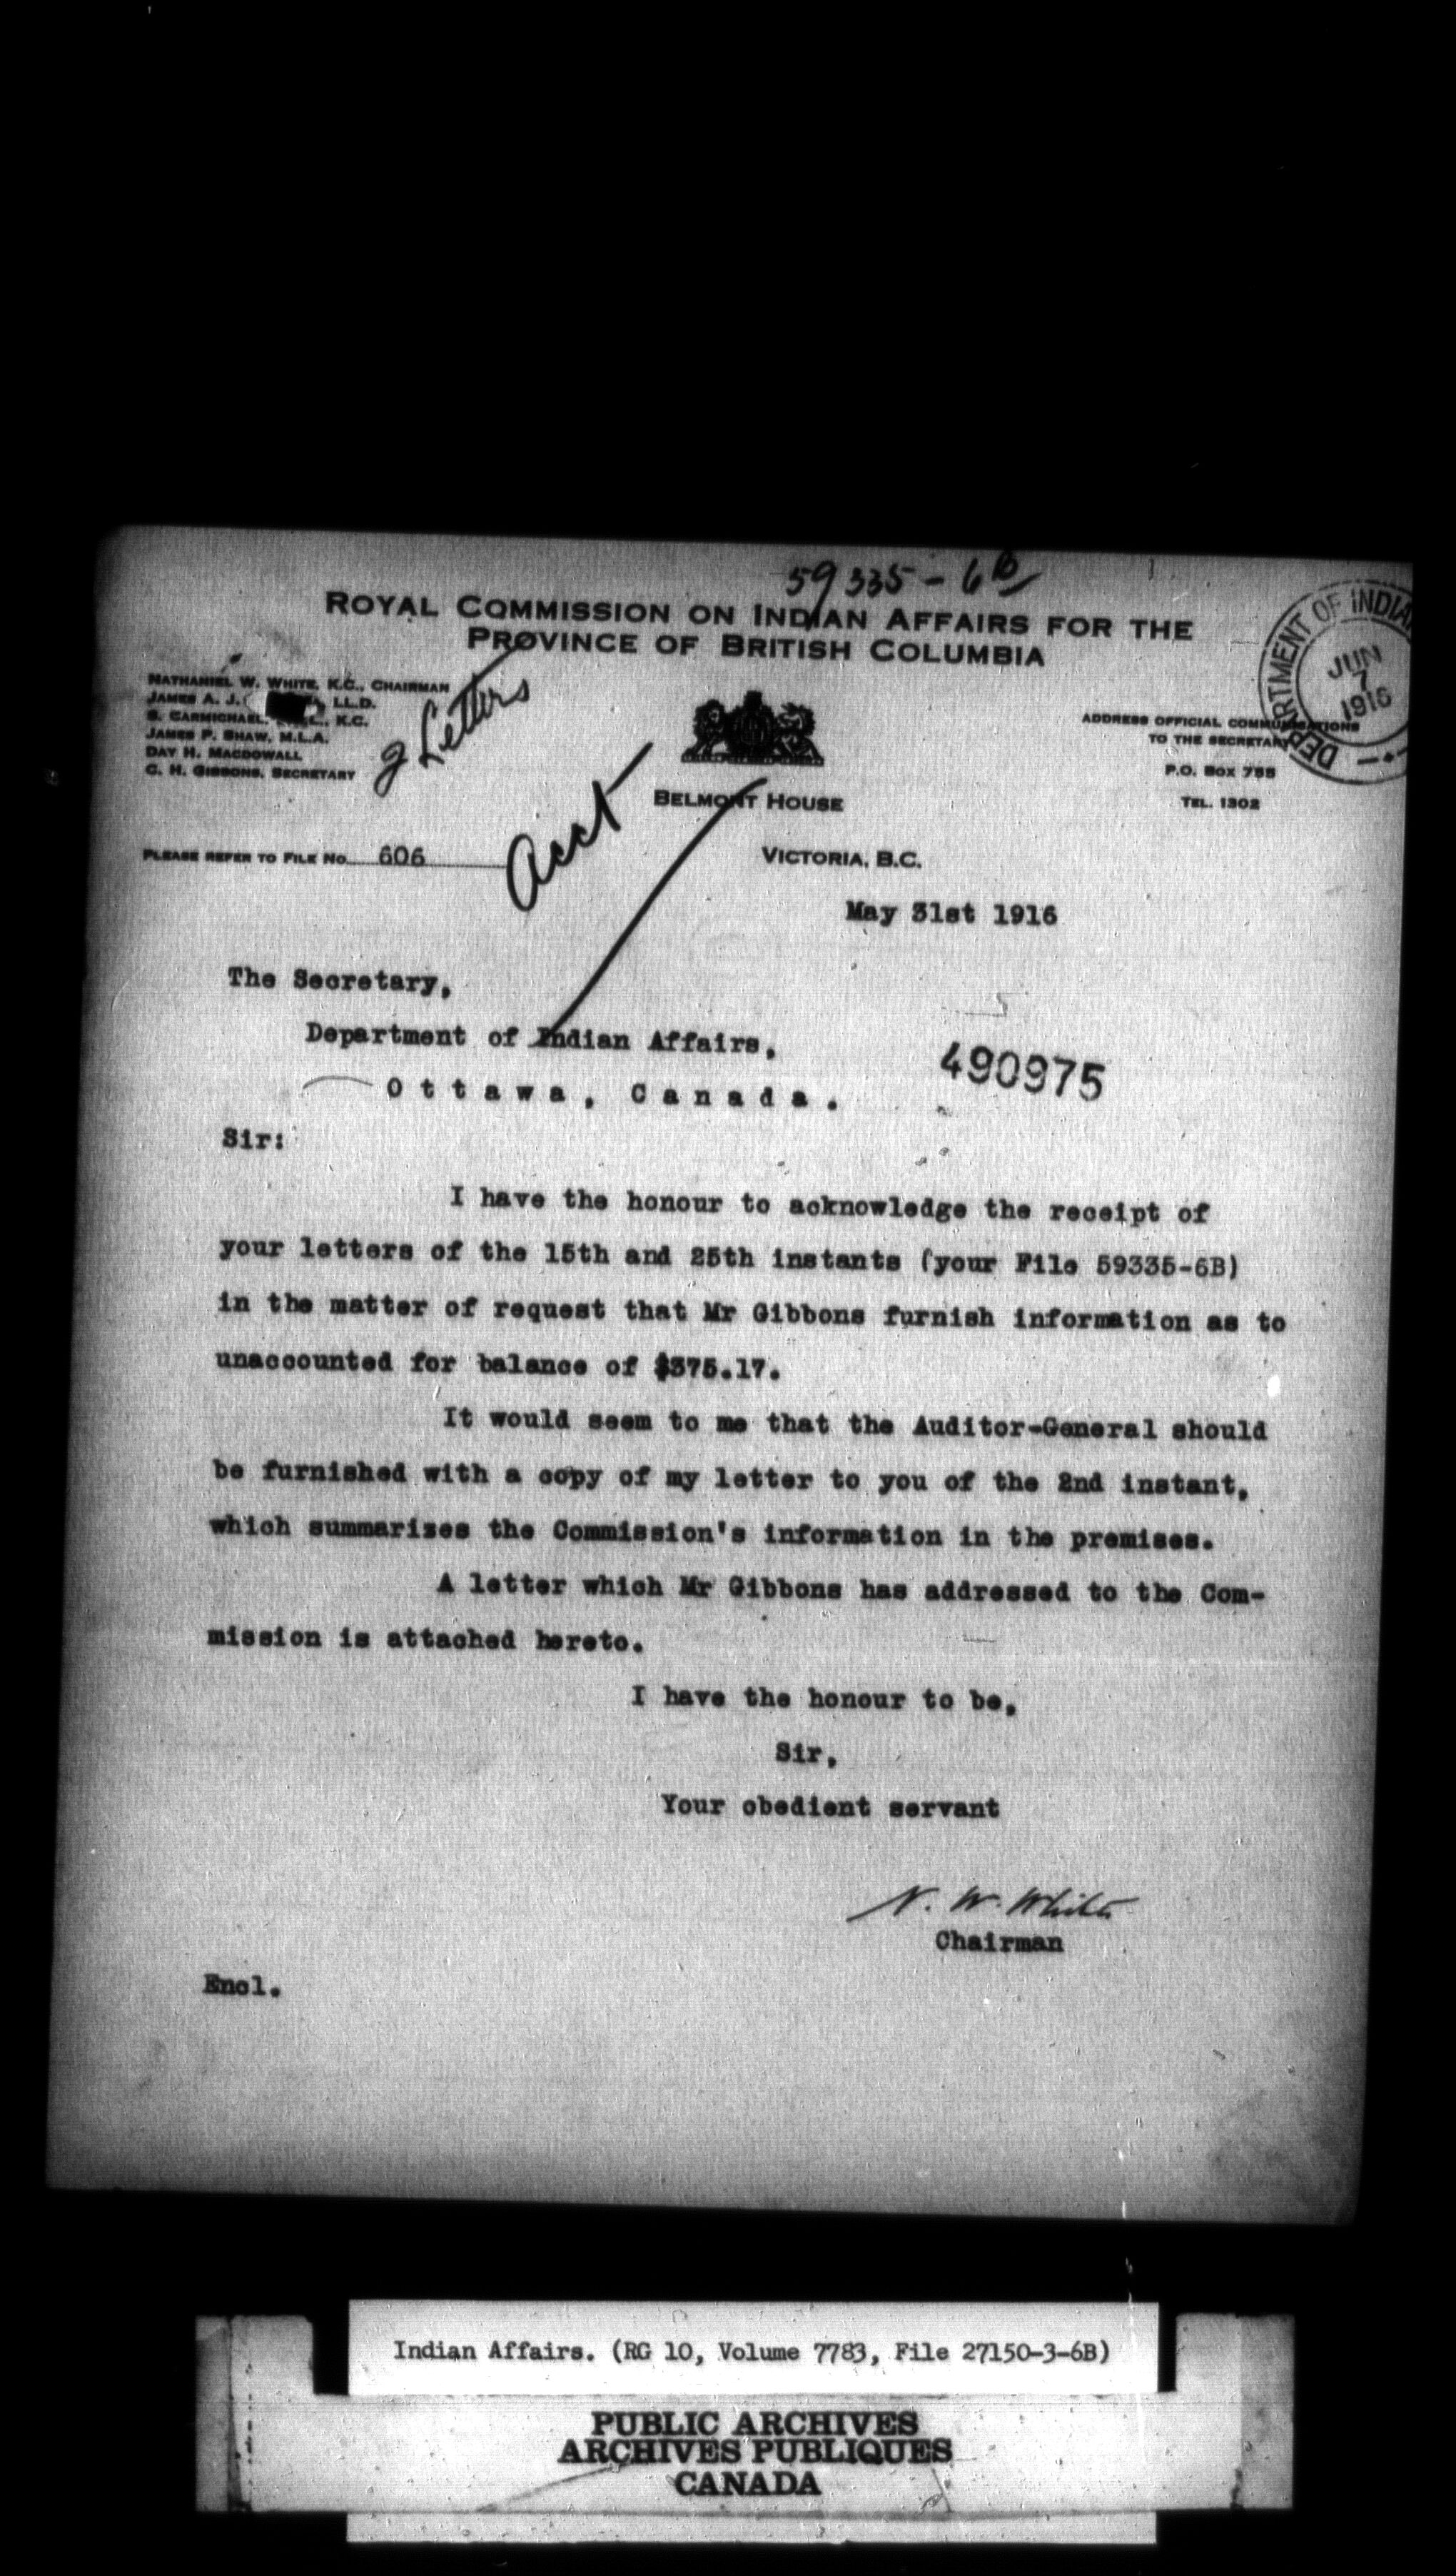 59335-6B
ROYAL COMMISSION ON INDIAN AFFAIRS FOR THE
PROVINCE OF BRITISH COLUMBIA
NATHANIEL W. WHITE, K.C., CHAIRMAN
JAMES A. J. LL.D.
S. CARMICHAEL, K.C.
JAMES P. SHAW, M.L.A.
DAY H. MACDOWALL
C. H. GIBBONS, SECRETARY
DEPARTMENT OF INDIAN
JUN
7
1916
ADDRESS OFFICIAL COMMUNICATIONS
TO THE SECRETARY
P.O. BOX 755
TEL. 1302
Letters
Acct
BELMONT HOUSE
PLEASE REFER TO FILE NO. 606
VICTORIA, B.C.
May 31st 1916
The Secretary,
Department of Indian Affairs,
Ottawa, Canada.
490975
Sir:
I have the honour to acknowledge the receipt of
your letters of the 15th and 25th instants (your File 59335-6B)
in the matter of request that Mr Gibbons furnish information as to
unaccounted for balance of $375.17.
It would seem to me that the Auditor-General should
be furnished with a copy of my letter to you of the 2nd instant,
which summarizes the Commission's information in the premises.
A letter which Mr Gibbons has addressed to the Com-
mission is attached hereto.
I have the honour to be,
Sir,
Your obedient servant
N. W. White
Chairman
Encl.
Indian Affairs. (RG 10, Volume 7783, File 27150-3-6B)
PUBLIC ARCHIVES
ARCHIVES PUBLIQUES
CANADA